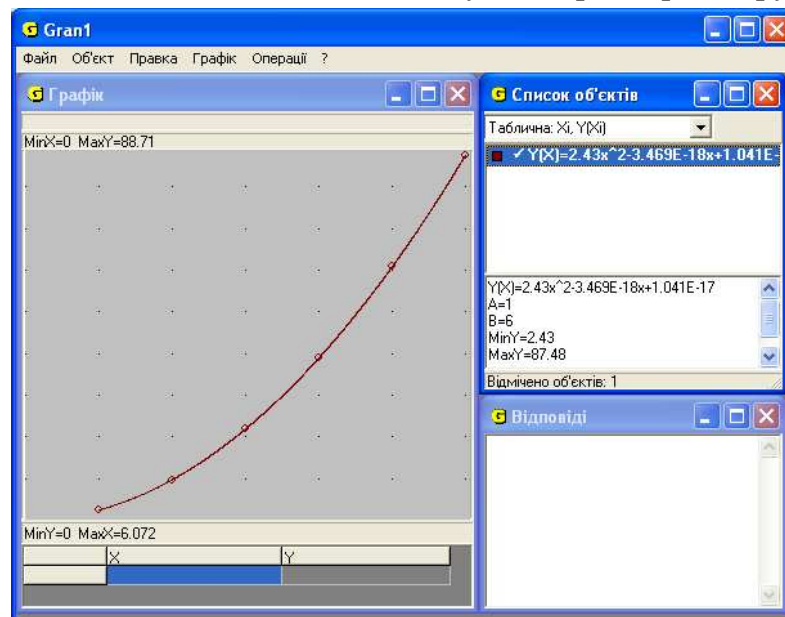 Gran1
Файл Об'єкт Правка Графік Операції ?
Графік
MinX=0 MaxY=88.71
MinY=0 MaxX=6.072
X Y
Список об'єктів
Таблична: Xi, Y(Xi)
Y(X)=2.43x^2-3.469E-18x+1.041E-
Y(X)=2.43x^2-3.469E-18x+1.041E-17
A=1
B=6
MinY=2.43
MaxY=87.48
Відмічено об'єктів: 1
Відповіді